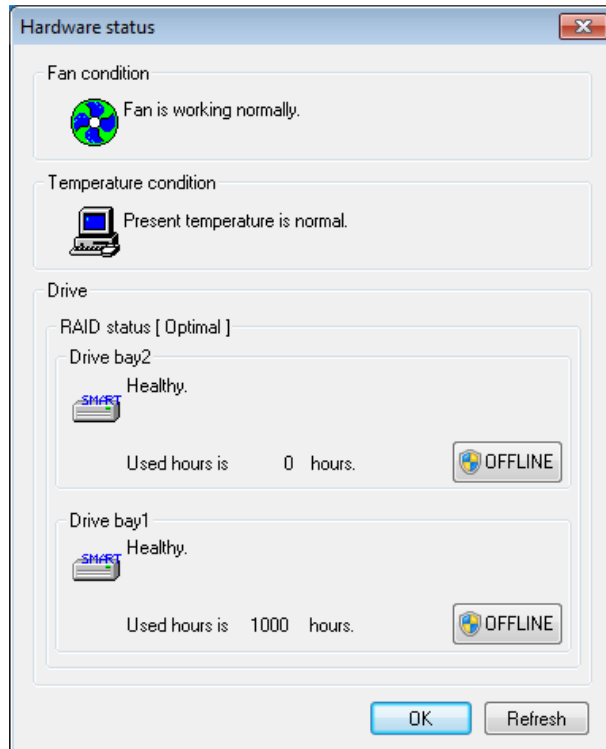 Hardware status
Fan condition
Fan is working normally.
Temperature condition
Present temperature is normal.
Drive
RAID status [ Optimal ]
Drive bay2
SMART
Healthy.
Used hours is 0 hours.
OFFLINE
Drive bay1
SMART
Healthy.
Used hours is 1000 hours.
OFFLINE
OK
Refresh